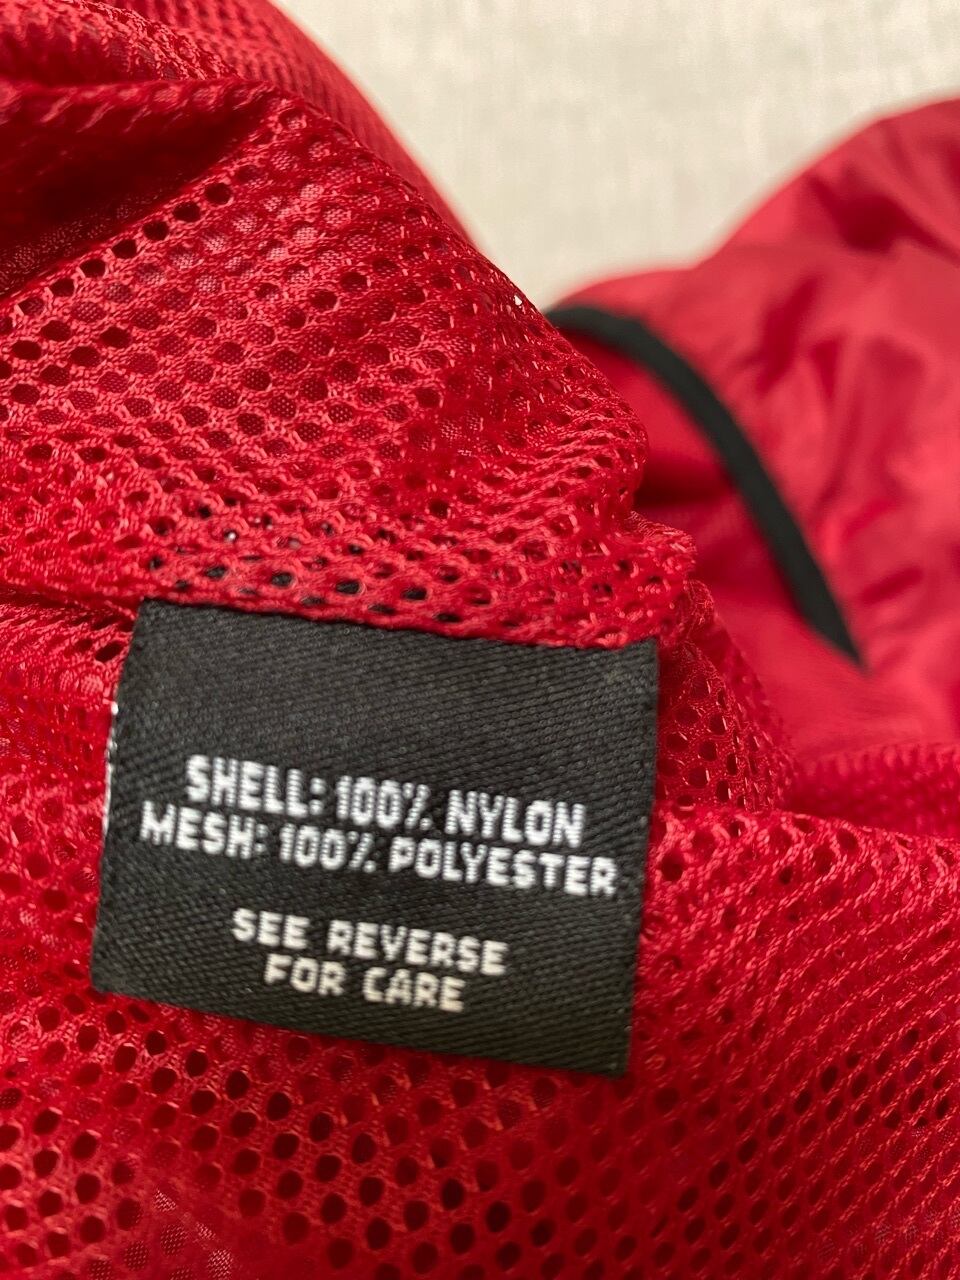 SHELL: 100% NYLON
MESH: 100% POLYESTER
SEE REVERSE
FOR CARE